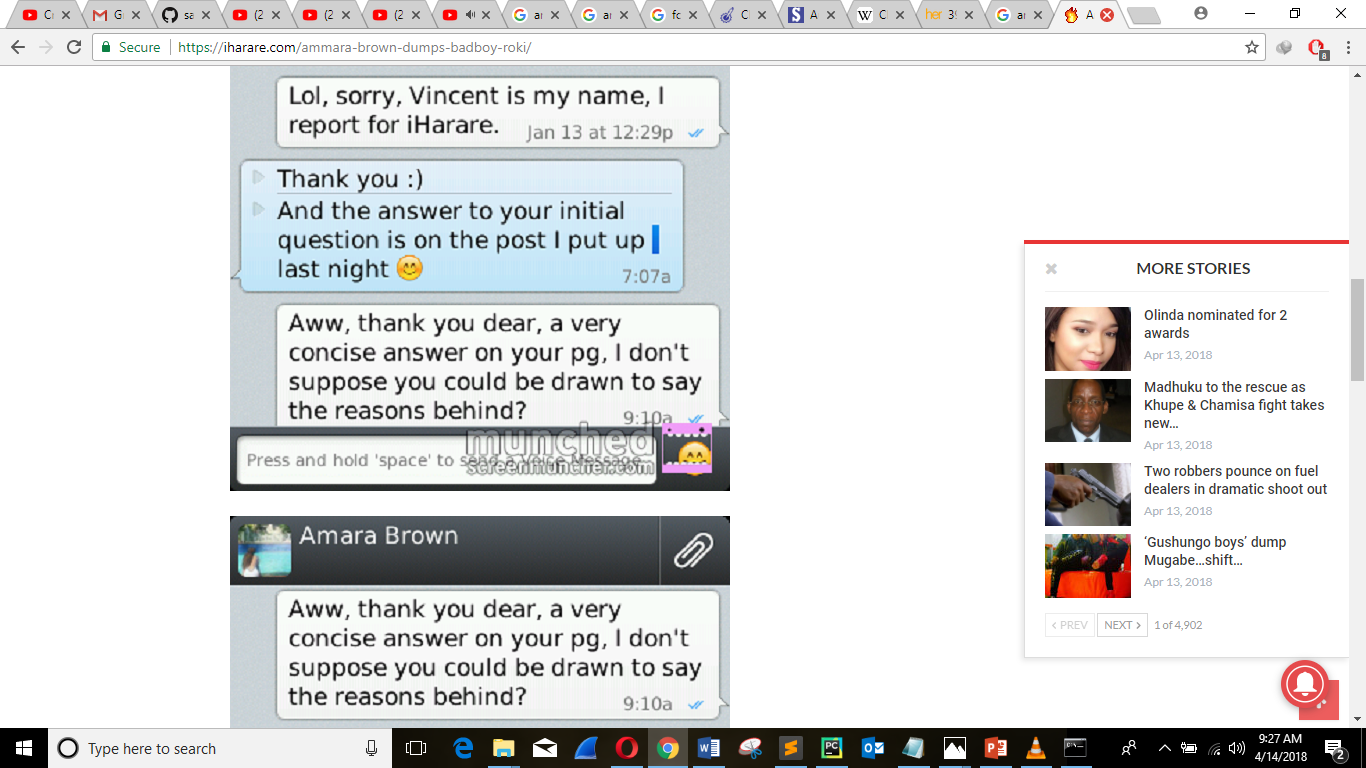 C
G
sa
(2
(2
(2
ar
ar
fc
C
A
C
39
ar
A
Secure
https://iharare.com/ammara-brown-dumps-badboy-roki/
8
Lol, sorry, Vincent is my name, I
report for iHarare.
Jan 13 at 12:29p
Thank you :)
And the answer to your initial
question is on the post I put up
last night 😊
7:07a
Aww, thank you dear, a very
concise answer on your pg, I don't
suppose you could be drawn to say
the reasons behind?
9:10a
munched
Press and hold 'space' to send a Voice Message
screenmuncher.com
Amara Brown
Aww, thank you dear, a very
concise answer on your pg, I don't
suppose you could be drawn to say
the reasons behind?
9:10a
MORE STORIES
Olinda nominated for 2
awards
Apr 13, 2018
Madhuku to the rescue as
Khupe & Chamisa fight takes
new…
Apr 13, 2018
Two robbers pounce on fuel
dealers in dramatic shoot out
Apr 13, 2018
‘Gushungo boys’ dump
Mugabe…shift…
Apr 13, 2018
PREV
NEXT
1 of 4,902
Type here to search
9:27 AM
4/14/2018
2